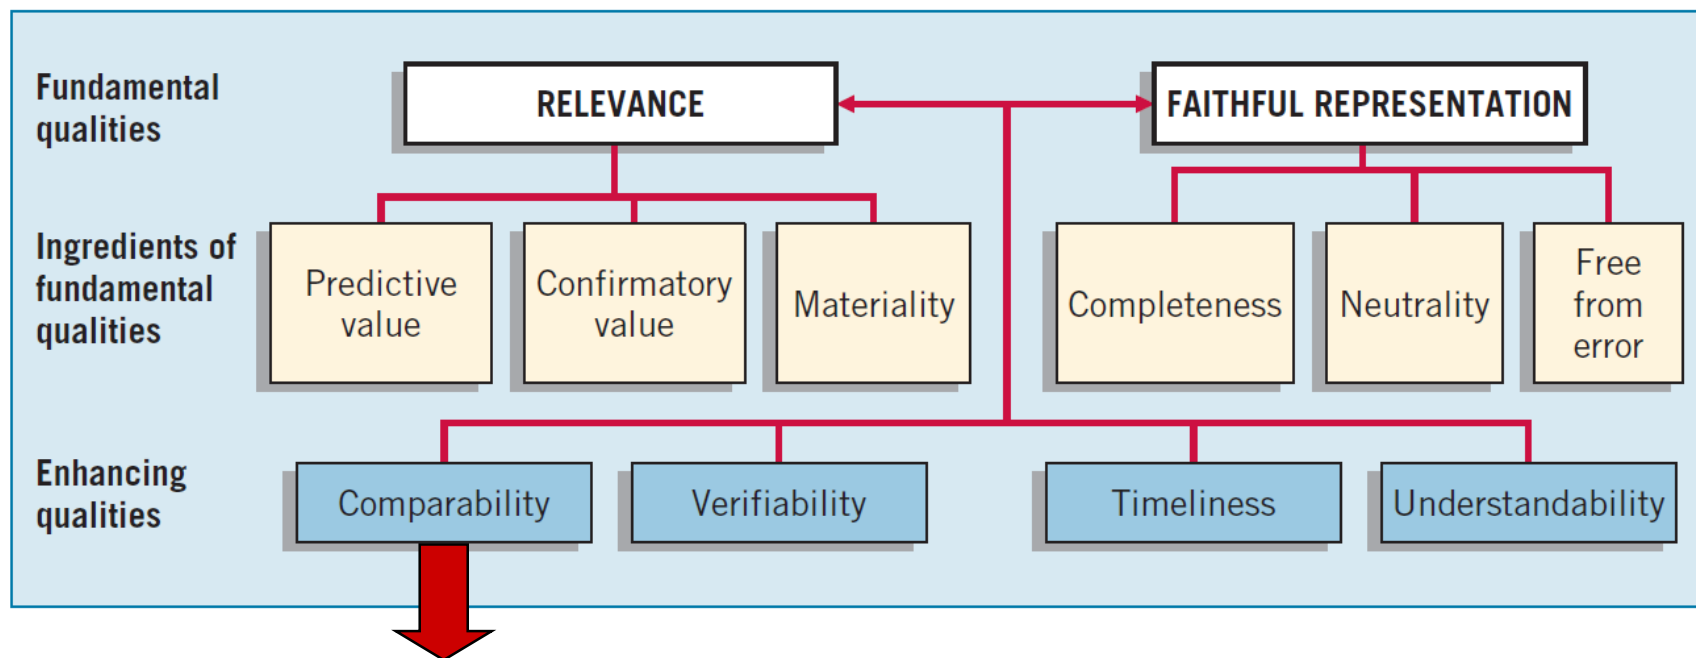 Fundamental
qualities
RELEVANCE
FAITHFUL REPRESENTATION
Ingredients of
fundamental
qualities
Predictive
value
Confirmatory
value
Materiality
Completeness
Neutrality
Free
from
error
Enhancing
qualities
Comparability
Verifiability
Timeliness
Understandability